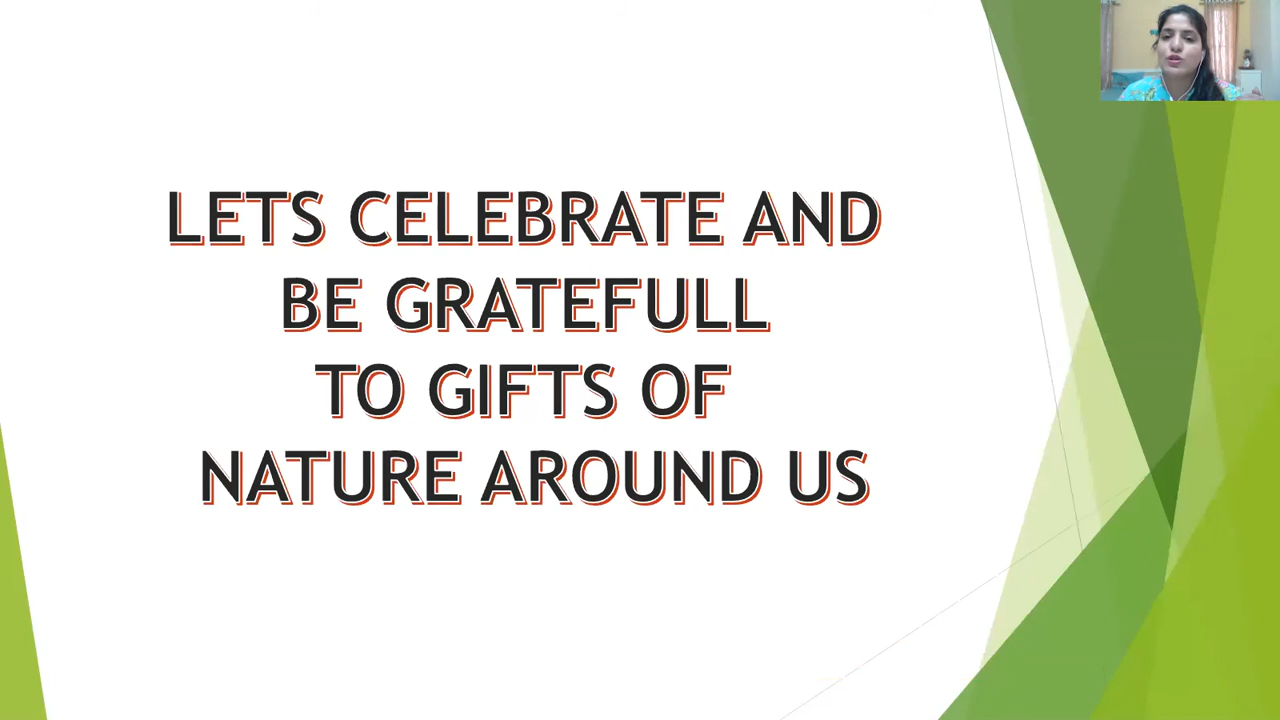 LETS CELEBRATE AND
BE GRATEFULL
TO GIFTS OF
NATURE AROUND US